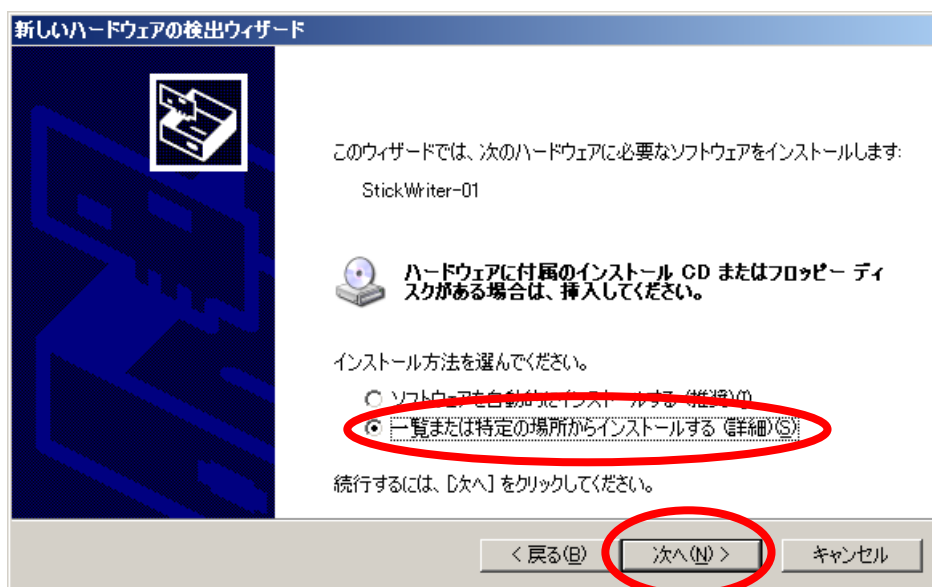 新しいハードウェアの検出ウィザード
このウィザードでは、次のハードウェアに必要なソフトウェアをインストールします:
StickWriter-01
ハードウェアに付属のインストール CD またはフロッピー ディ
スクがある場合は、挿入してください。
インストール方法を選んでください。
ソフトウェアを自動的にインストールする (推奨)(I)
一覧または特定の場所からインストールする (詳細)(S)
続行するには、[次へ] をクリックしてください。
< 戻る(B)
次へ(N) >
キャンセル